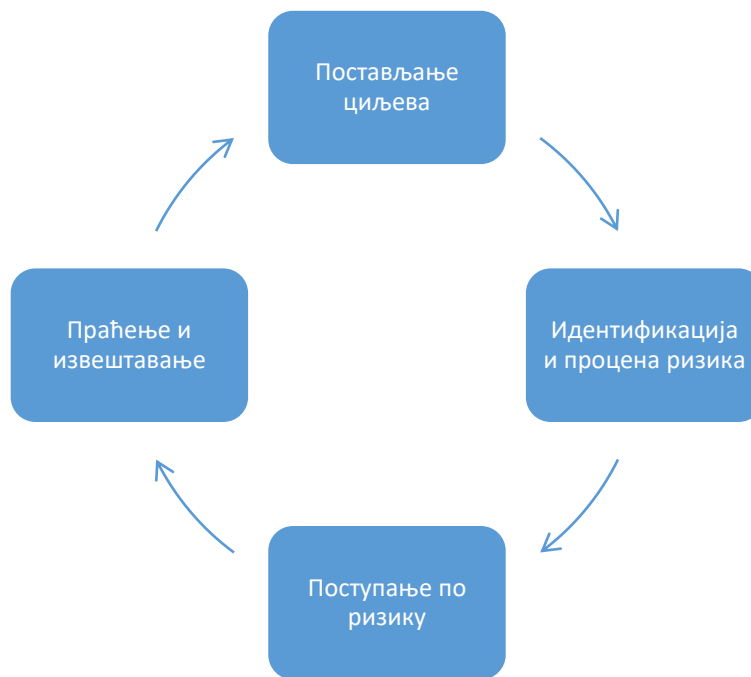 Постављање
циљева
Идентификација
и процена ризика
Поступање по
ризику
Праћење и
извештавање